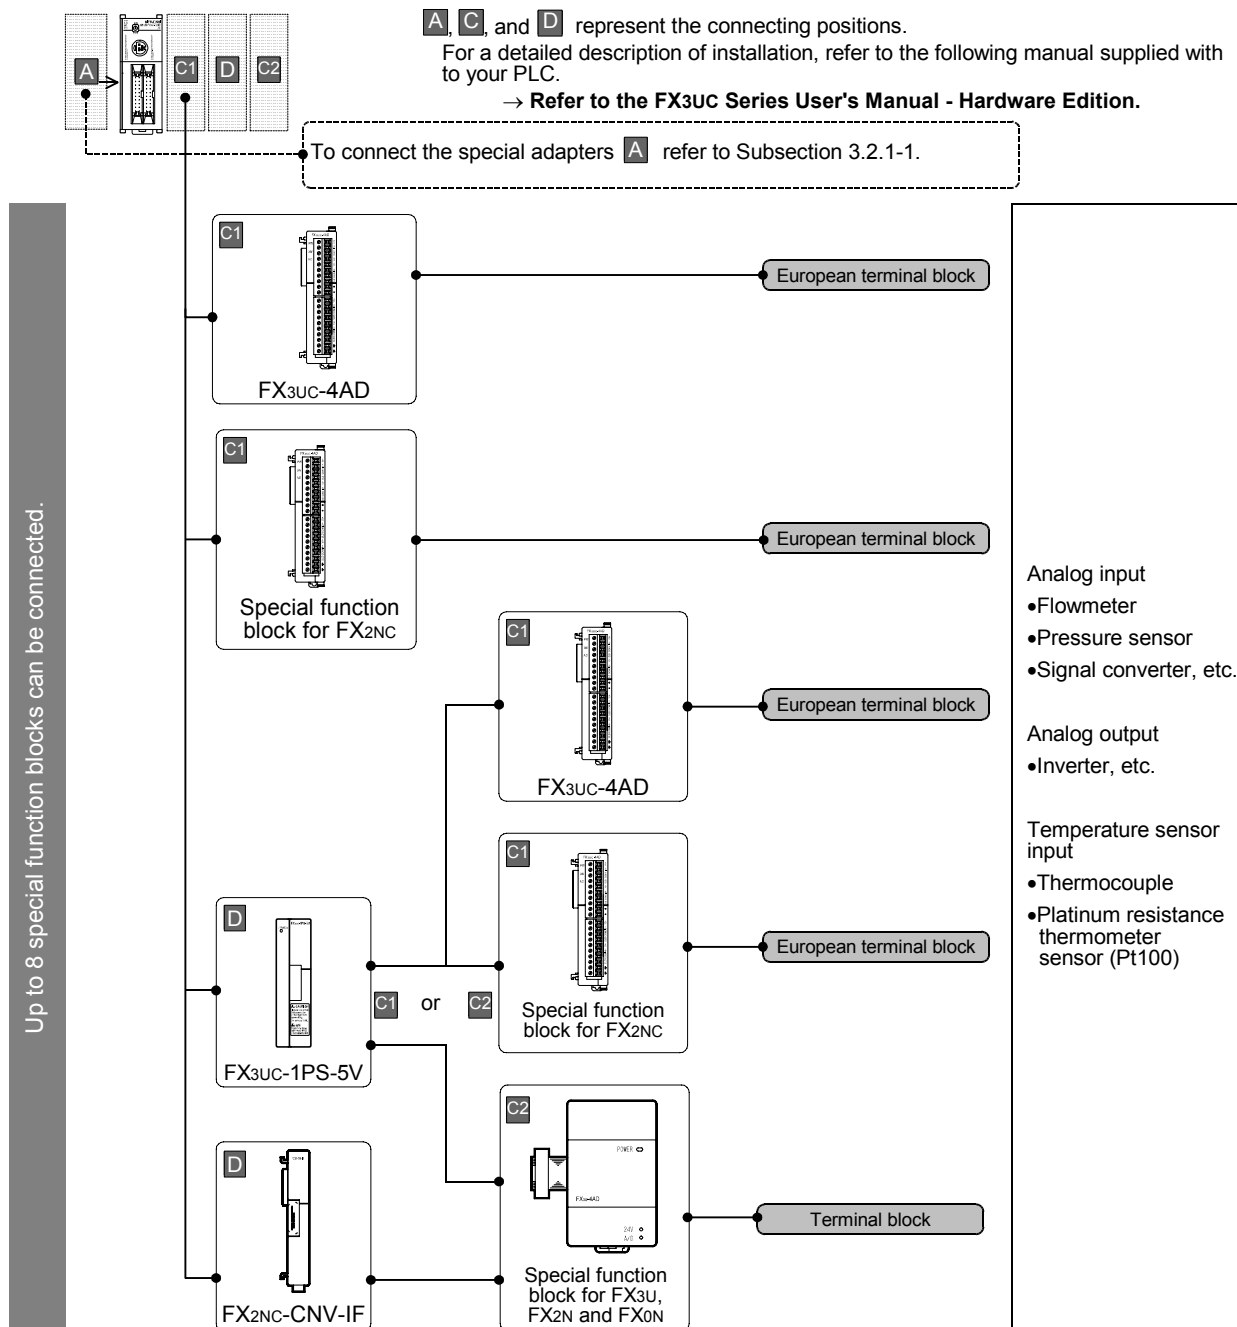 A, C, and D represent the connecting positions.
For a detailed description of installation, refer to the following manual supplied with
to your PLC.
→ Refer to the FX3UC Series User's Manual - Hardware Edition.
A
C1
D
C2
To connect the special adapters A refer to Subsection 3.2.1-1.
Up to 8 special function blocks can be connected.
C1
FX3UC-4AD
European terminal block
C1
Special function
block for FX2NC
European terminal block
C1
FX3UC-4AD
European terminal block
C1
Special function
block for FX2NC
European terminal block
D
FX3UC-1PS-5V
C1 or C2
D
FX2NC-CNV-IF
C2
POWER
FX3U-4AD
24V
A/D
Special function
block for FX3U,
FX2N and FX0N
Terminal block
Analog input
•Flowmeter
•Pressure sensor
•Signal converter, etc.
Analog output
•Inverter, etc.
Temperature sensor
input
•Thermocouple
•Platinum resistance
thermometer
sensor (Pt100)